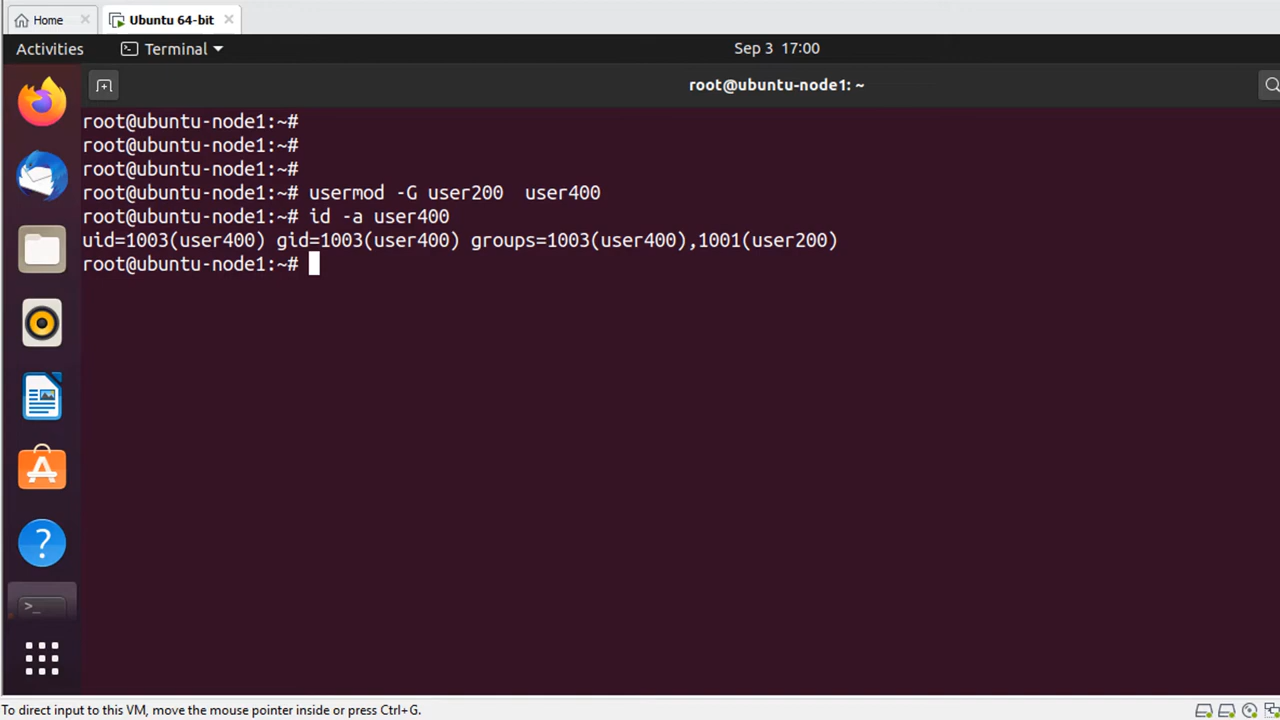 Home
Ubuntu 64-bit
Activities
Terminal
Sep 3 17:00
root@ubuntu-node1: ~
root@ubuntu-node1:~#
root@ubuntu-node1:~#
root@ubuntu-node1:~#
root@ubuntu-node1:~# usermod -G user200  user400
root@ubuntu-node1:~# id -a user400
uid=1003(user400) gid=1003(user400) groups=1003(user400),1001(user200)
root@ubuntu-node1:~#
To direct input to this VM, move the mouse pointer inside or press Ctrl+G.